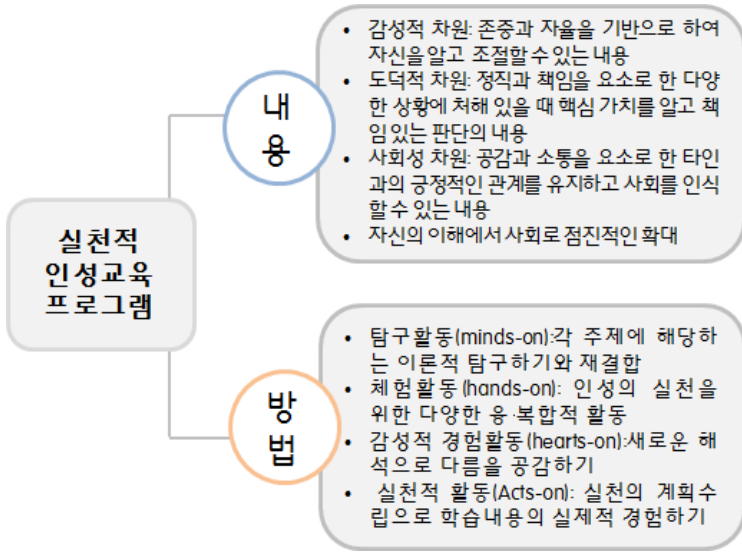 실천적
인성교육
프로그램
내
용
• 감성적 차원: 존중과 자율을 기반으로 하여
자신을 알고 조절할 수 있는 내용
• 도덕적 차원: 정직과 책임을 요소로 한 다양
한 상황에 처해 있을 때 핵심 가치를 알고 책
임 있는 판단의 내용
• 사회성 차원: 공감과 소통을 요소로 한 타인
과의 긍정적인 관계를 유지하고 사회를 인식
할 수 있는 내용
• 자신의 이해에서 사회로 점진적인 확대
방
법
• 탐구활동(minds-on):각 주제에 해당하
는 이론적 탐구하기와 재결합
• 체험활동(hands-on): 인성의 실천을
위한 다양한 융·복합적 활동
• 감성적 경험활동(hearts-on):새로운 해
석으로 다름을 공감하기
• 실천적 활동(Acts-on): 실천의 계획수
립으로 학습내용의 실제적 경험하기